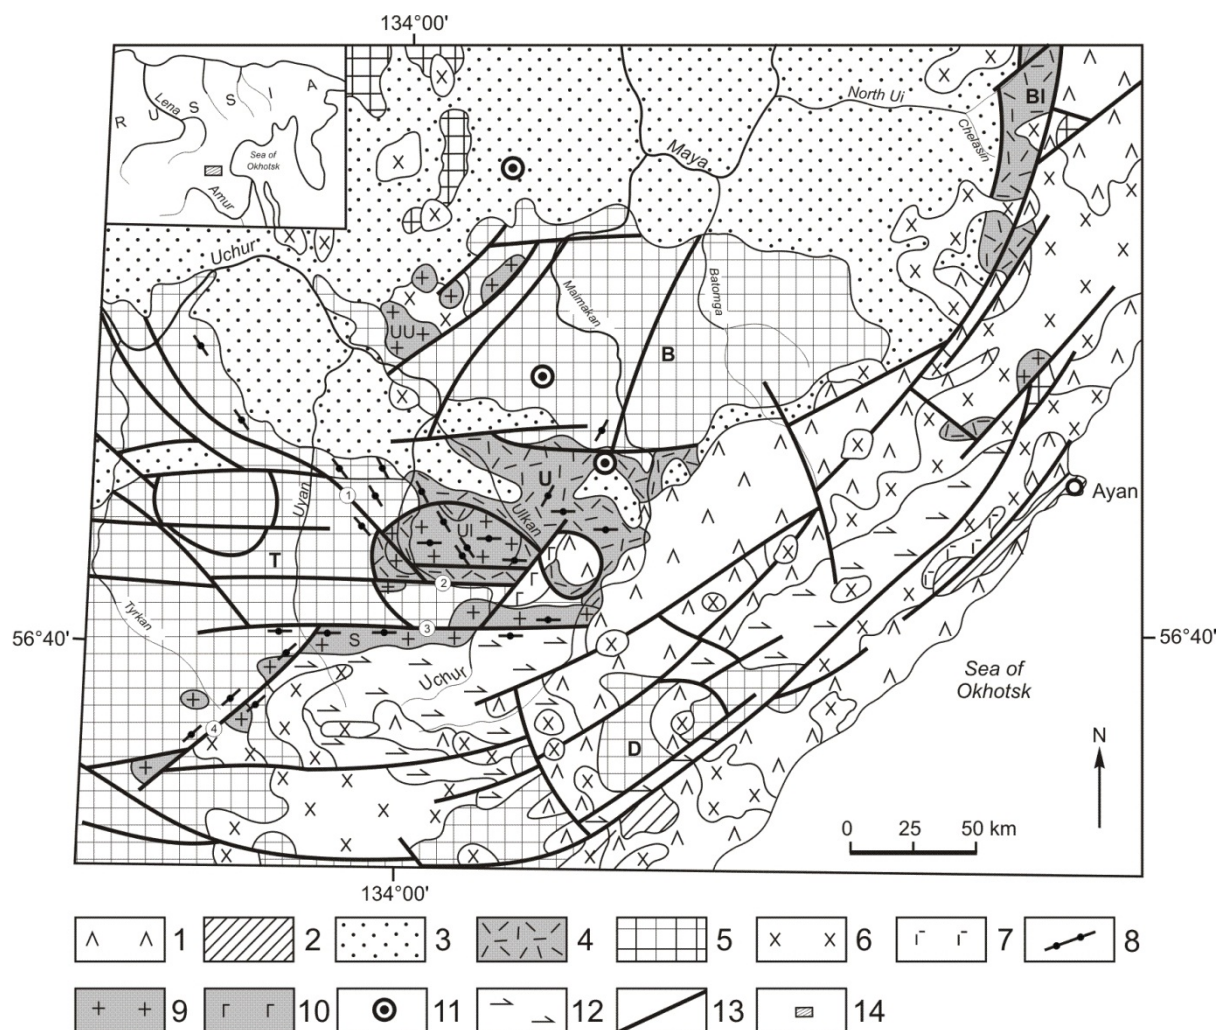 134°00'
R U S S I A
Lena
Sea of
Okhotsk
Amur
North Ui
BI
Chelasin
Maya
Uchur
Maimakan
Batomga
UU
B
U
Ayan
Uyan
1
Ulkan
Ul
T
2
3
Tyrkan
56°40'
S
56°40'
Uchur
Sea of
Okhotsk
4
D
N
0 25 50 km
134°00'
1 2 3 4 5 6 7 8
9 10 11 12 13 14